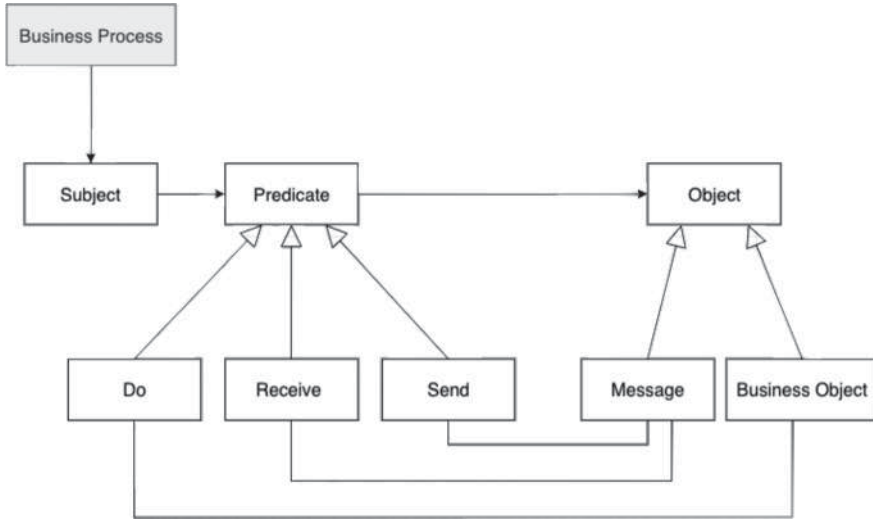 Business Process
Subject
Predicate
Object
Do
Receive
Send
Message
Business Object